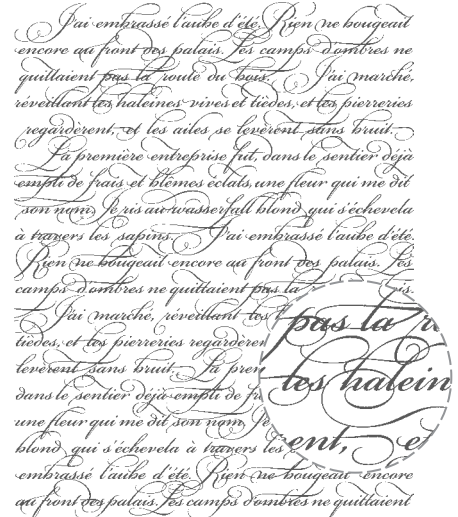 J'ai embrassé l'aube d'été. Rien ne bougeait
encore au front des palais. Les camps d'ombres ne
quittaient pas la route du bois. J'ai marché,
réveillant les haleines vives et tièdes, et les pierreries
regardèrent, et les ailes se levèrent sans bruit.
La première entreprise fut, dans le sentier déjà
empli de frais et blêmes éclats, une fleur qui me dit
son nom. Je ris au wasserfall blond qui s'échevela
à travers les sapins. J'ai embrassé l'aube d'été.
Rien ne bougeait encore au front des palais. Les
camps d'ombres ne quittaient pas la
J'ai marché, réveillant les
tièdes, et les pierreries regardèren
levèrent sans bruit. La prem
dans le sentier déjà empli de fr
une fleur qui me dit son nom. Je
blond qui s'échevela à travers les
embrassé l'aube d'été. Rien ne bougeait encore
au front des palais. Les camps d'ombres ne quittaient
pas la r
les halein
ent, et